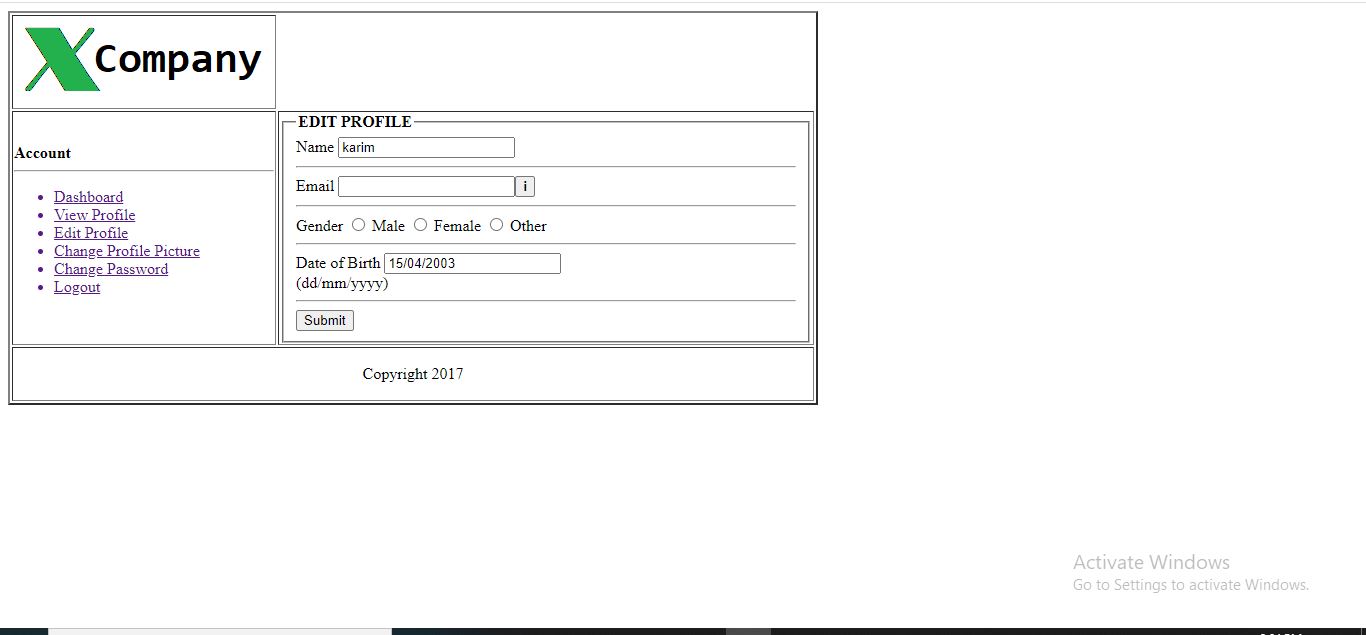 XCompany
Account
Dashboard
View Profile
Edit Profile
Change Profile Picture
Change Password
Logout
EDIT PROFILE
Name karim
Email i
Gender Male Female Other
Date of Birth 15/04/2003
(dd/mm/yyyy)
Submit
Copyright 2017
Activate Windows
Go to Settings to activate Windows.